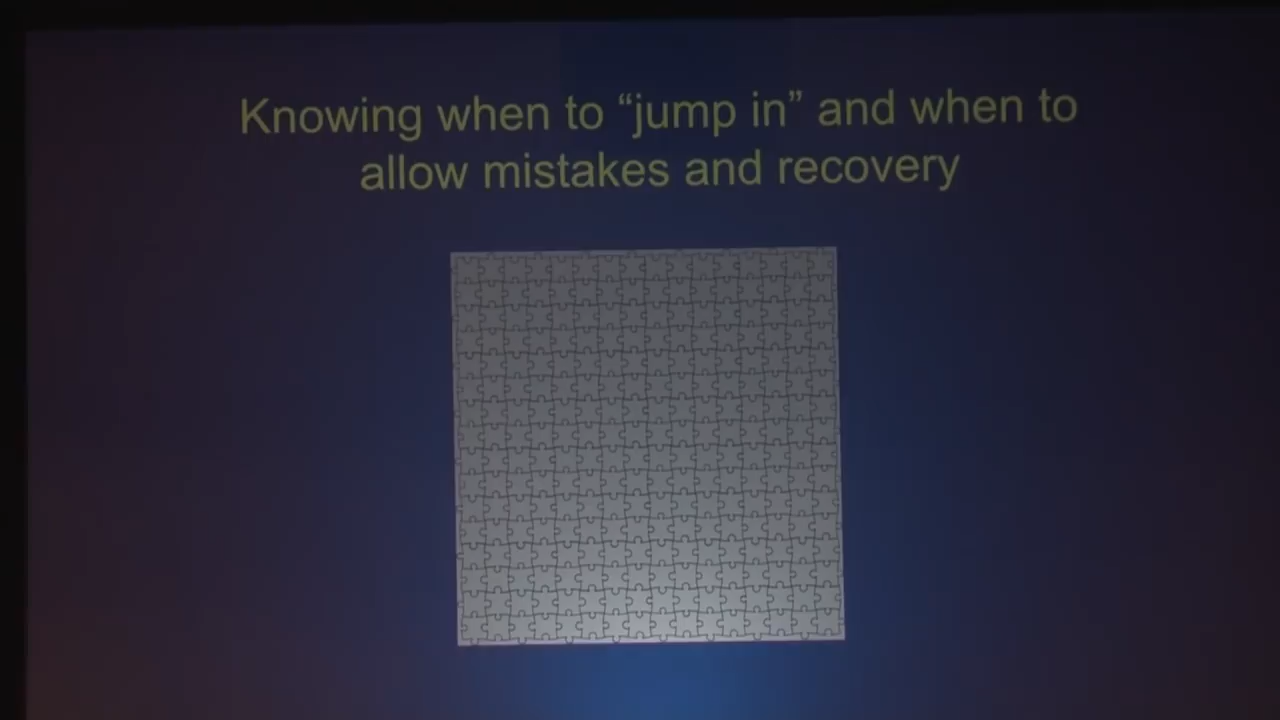 Knowing when to “jump in” and when to
allow mistakes and recovery